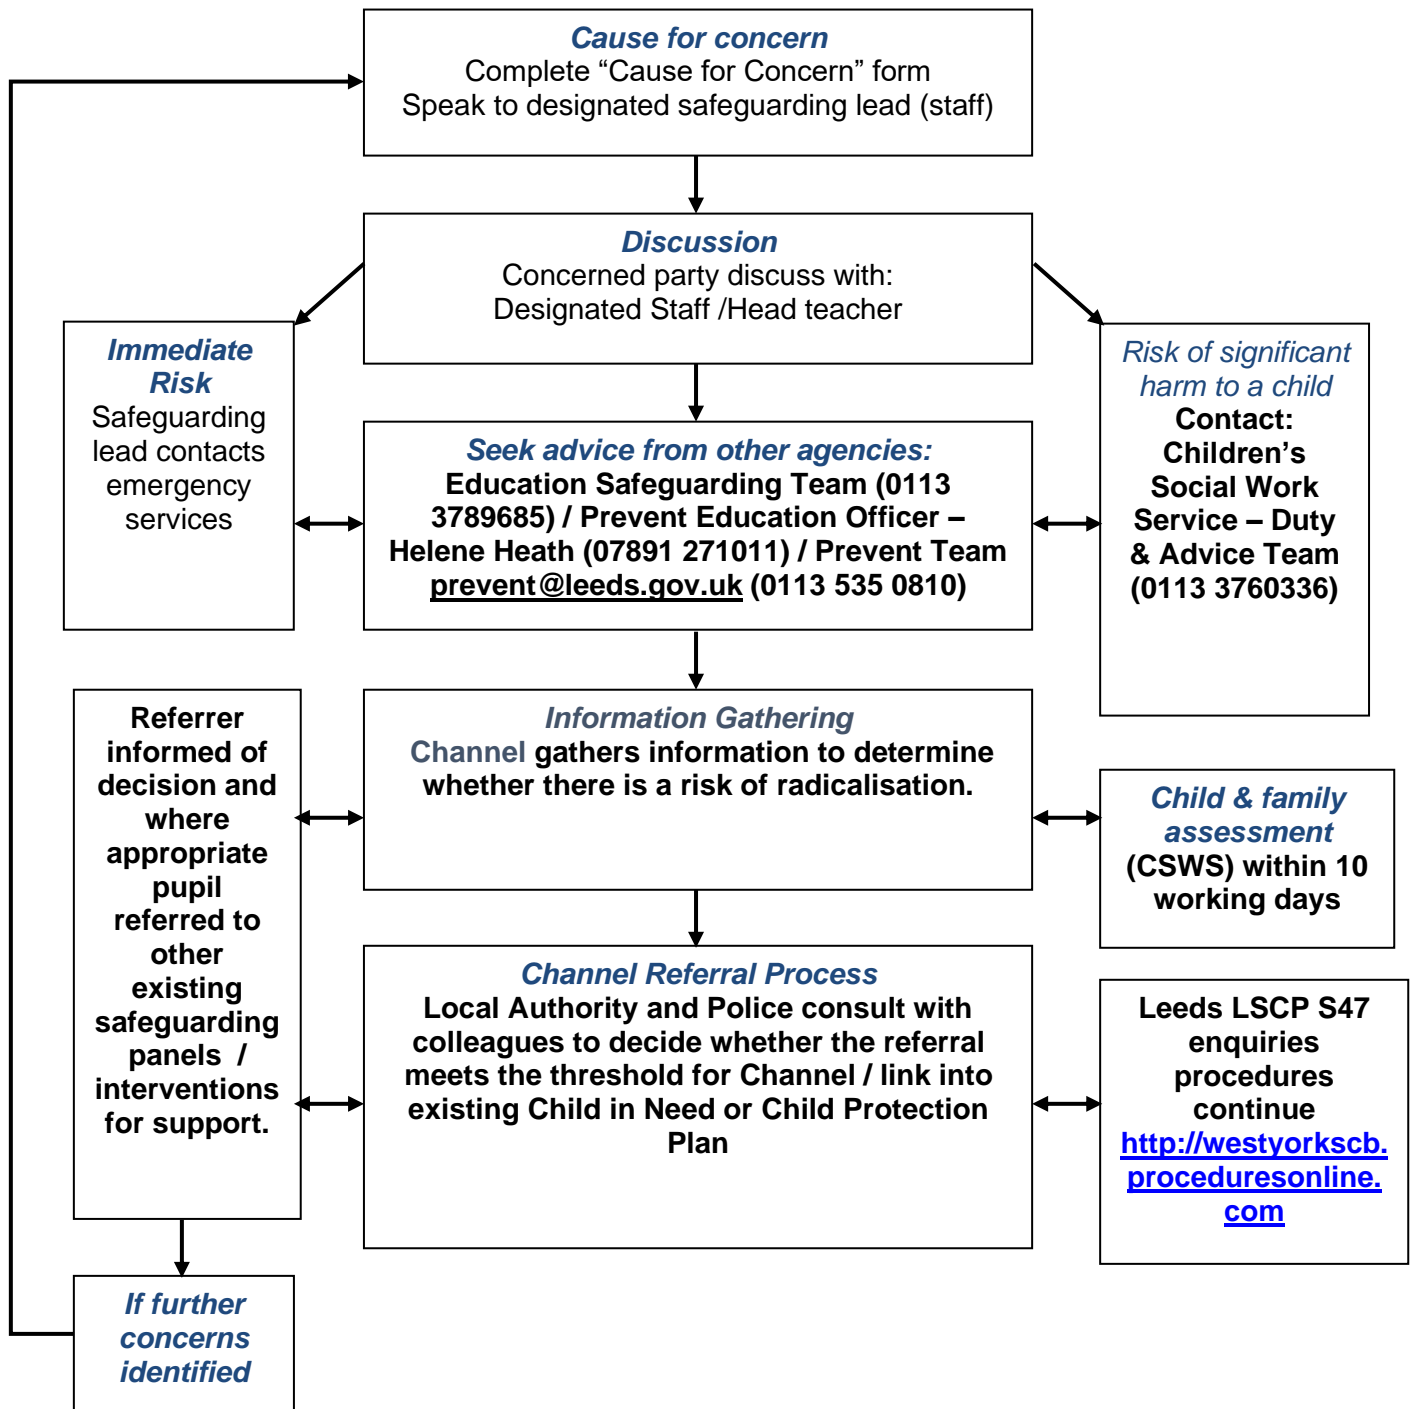 Cause for concern
Complete “Cause for Concern” form
Speak to designated safeguarding lead (staff)
Discussion
Concerned party discuss with:
Designated Staff /Head teacher
Immediate
Risk
Safeguarding
lead contacts
emergency
services
Seek advice from other agencies:
Education Safeguarding Team (0113
3789685) / Prevent Education Officer –
Helene Heath (07891 271011) / Prevent Team
prevent@leeds.gov.uk (0113 535 0810)
Risk of significant
harm to a child
Contact:
Children’s
Social Work
Service – Duty
& Advice Team
(0113 3760336)
Referrer
informed of
decision and
where
appropriate
pupil
referred to
other
existing
safeguarding
panels /
interventions
for support.
Information Gathering
Channel gathers information to determine
whether there is a risk of radicalisation.
Child & family
assessment
(CSWS) within 10
working days
Channel Referral Process
Local Authority and Police consult with
colleagues to decide whether the referral
meets the threshold for Channel / link into
existing Child in Need or Child Protection
Plan
Leeds LSCP S47
enquiries
procedures
continue
http://westyorkscb.
proceduresonline.
com
If further
concerns
identified